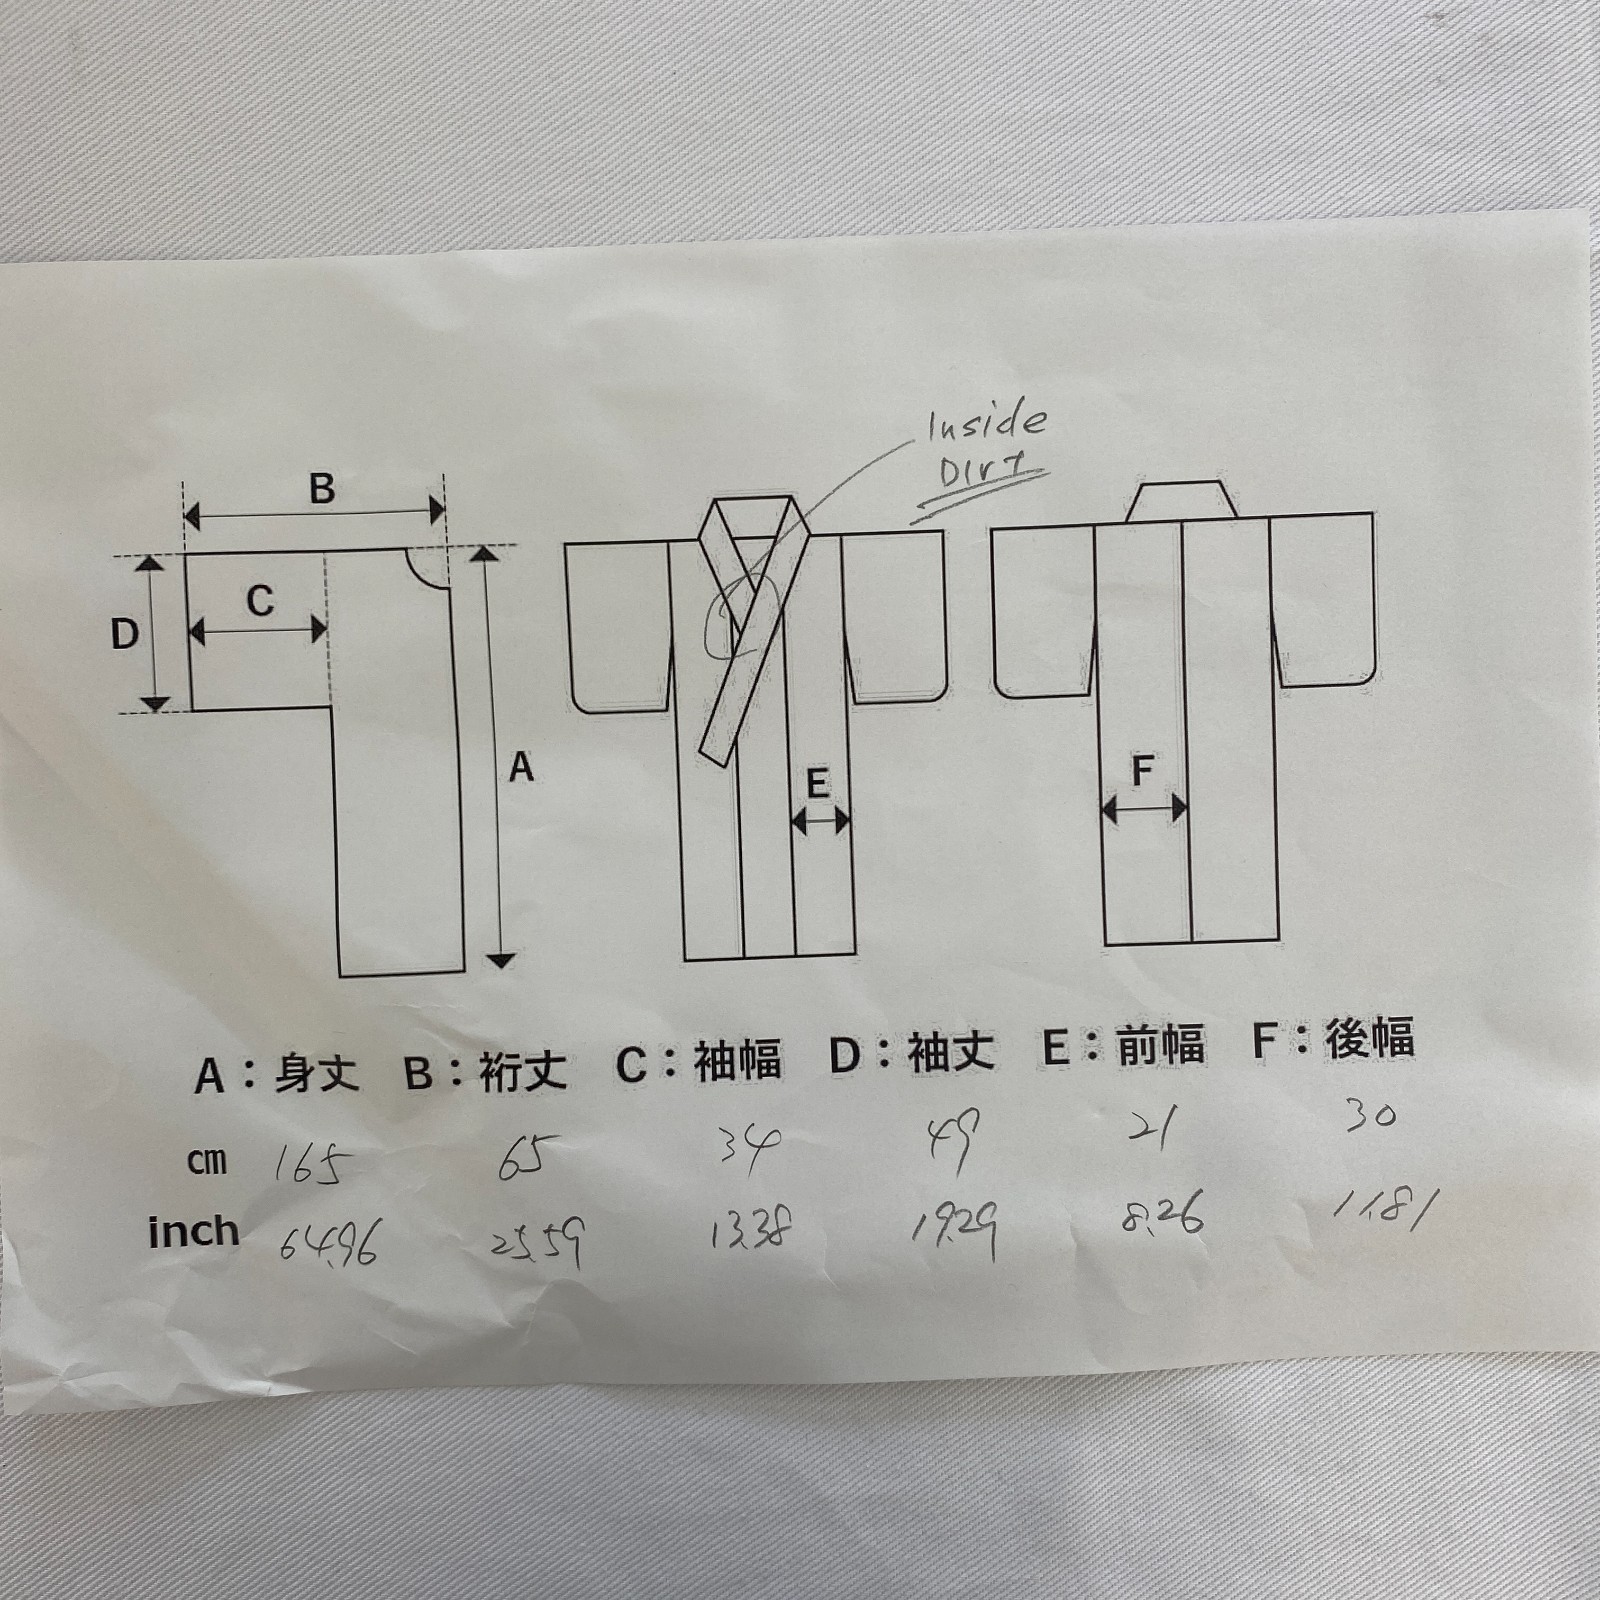 Inside
Dirt
B
C
D
A
E
F
A：身丈 B：裄丈 C：袖幅 D：袖丈 E：前幅 F：後幅
cm 165 65 34 49 21 30
inch 64.96 25.59 13.38 19.29 8.26 11.81